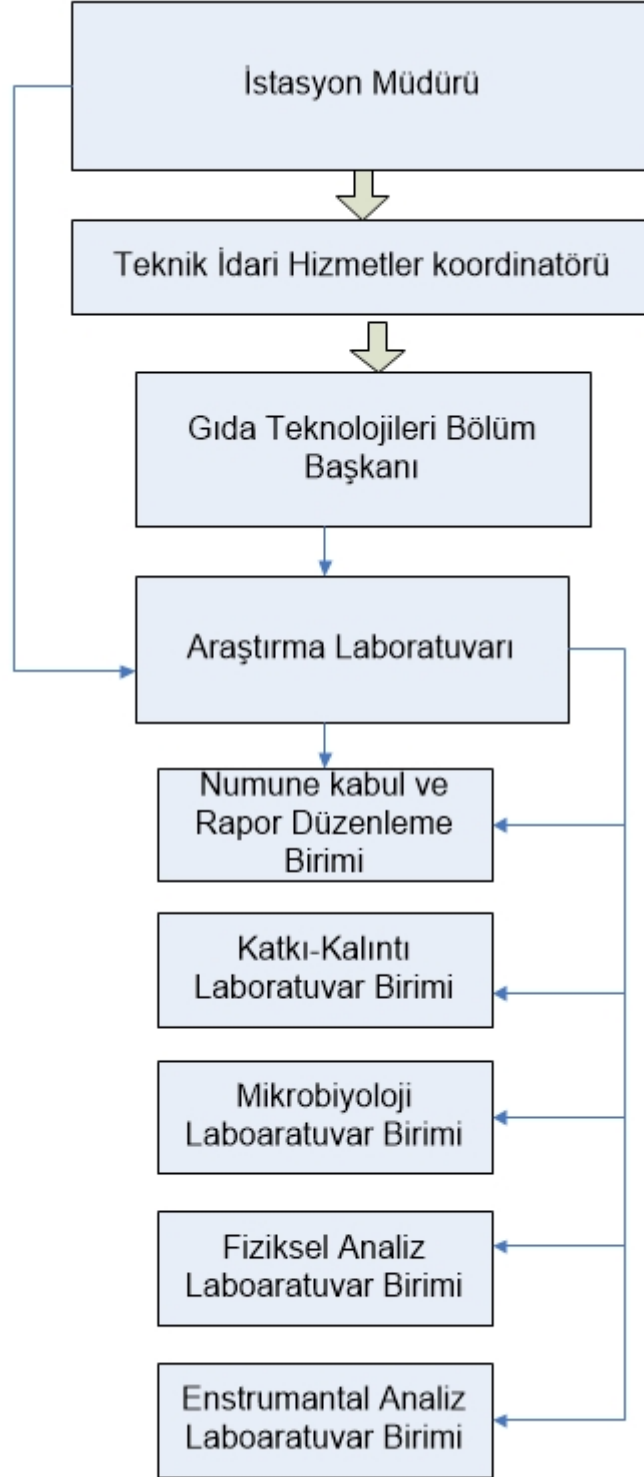 İstasyon Müdürü
Teknik İdari Hizmetler koordinatörü
Gıda Teknolojileri Bölüm
Başkanı
Araştırma Laboratuvarı
Numune kabul ve
Rapor Düzenleme
Birimi
Katkı-Kalıntı
Laboratuvar Birimi
Mikrobiyoloji
Laboaratuvar Birimi
Fiziksel Analiz
Laboaratuvar Birimi
Enstrumantal Analiz
Laboaratuvar Birimi